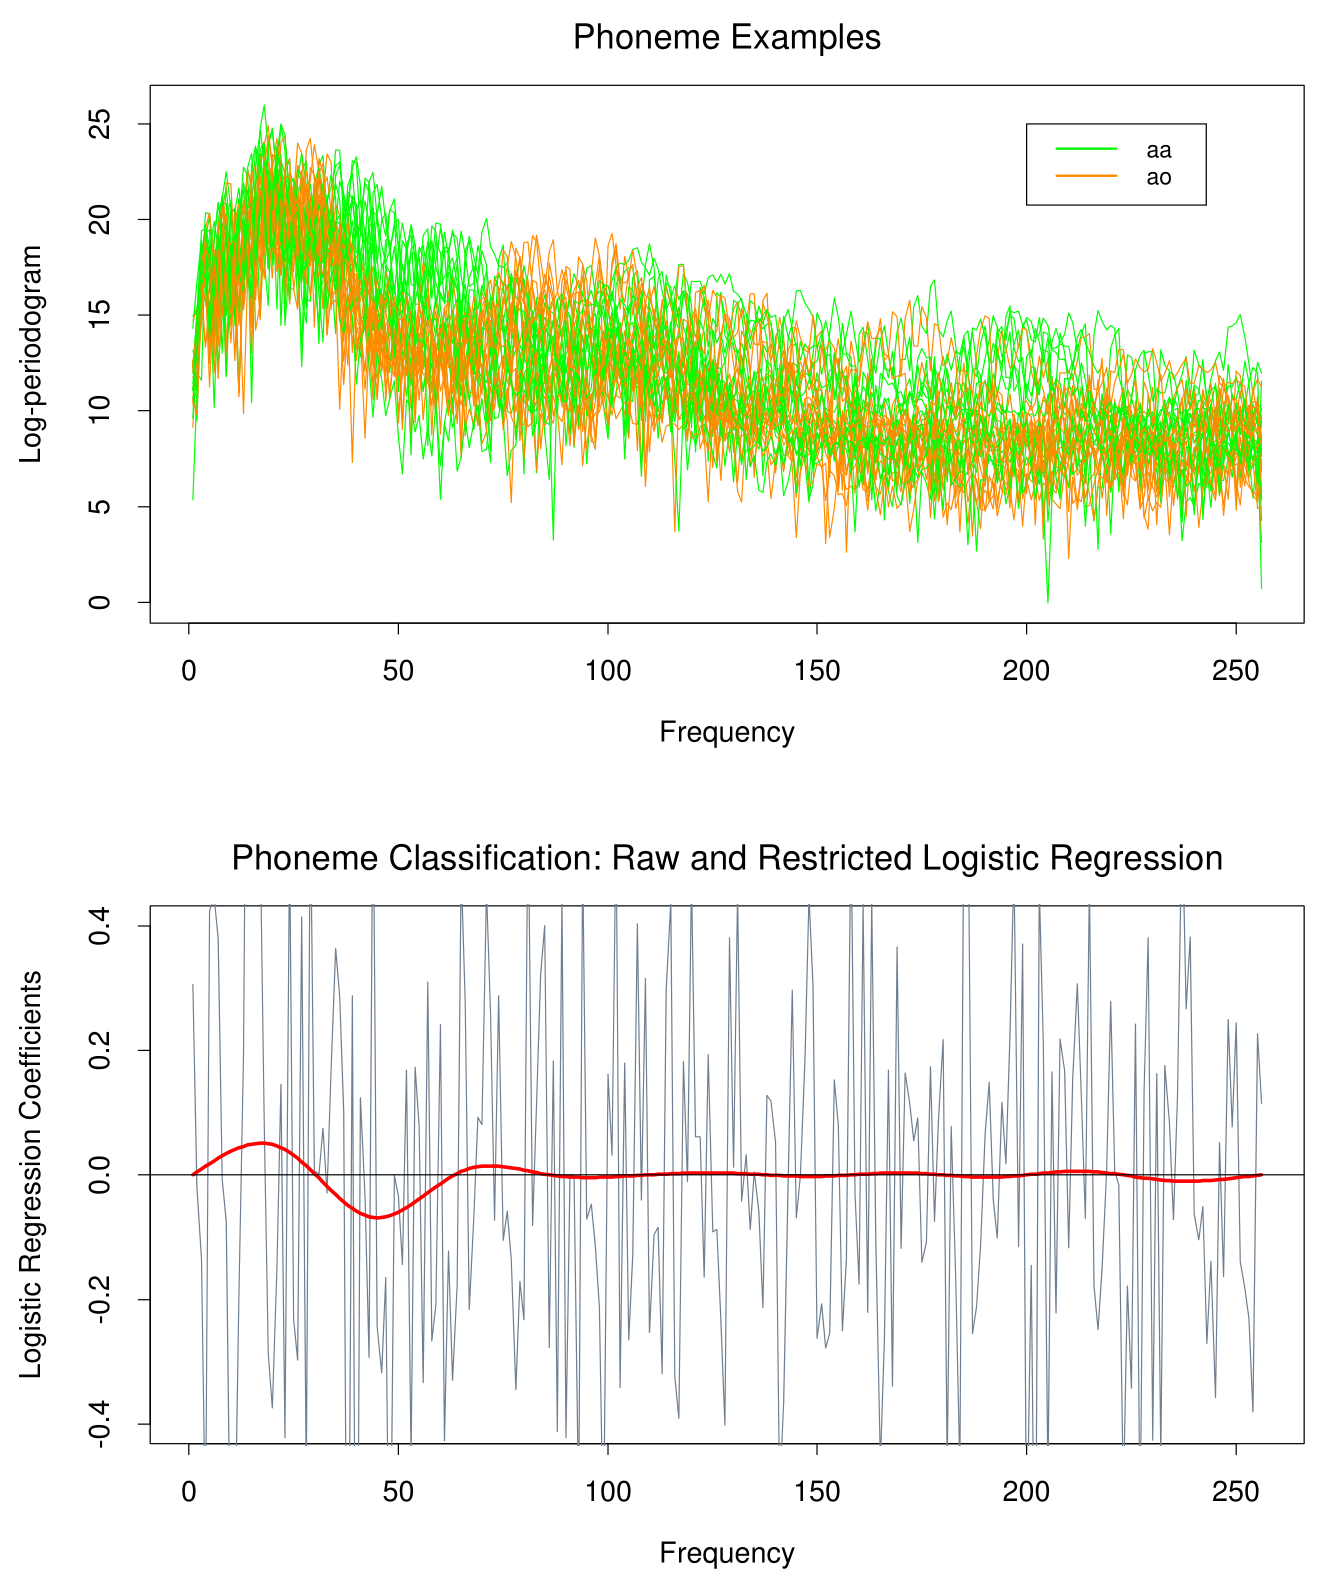 Phoneme Examples
25
20
15
10
5
0
Log-periodogram
aa
ao
0 50 100 150 200 250
Frequency
Phoneme Classification: Raw and Restricted Logistic Regression
0.4
0.2
0.0
-0.2
-0.4
Logistic Regression Coefficients
0 50 100 150 200 250
Frequency